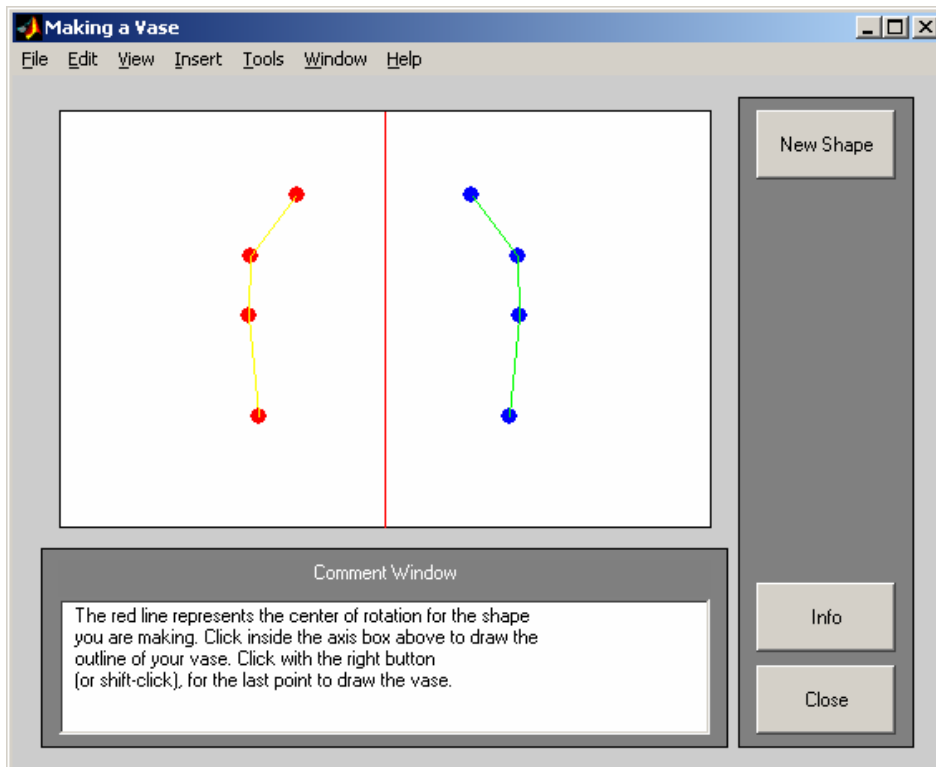 Making a Vase
File Edit View Insert Tools Window Help
New Shape
Comment Window
The red line represents the center of rotation for the shape
you are making. Click inside the axis box above to draw the
outline of your vase. Click with the right button
(or shift-click), for the last point to draw the vase.
Info
Close